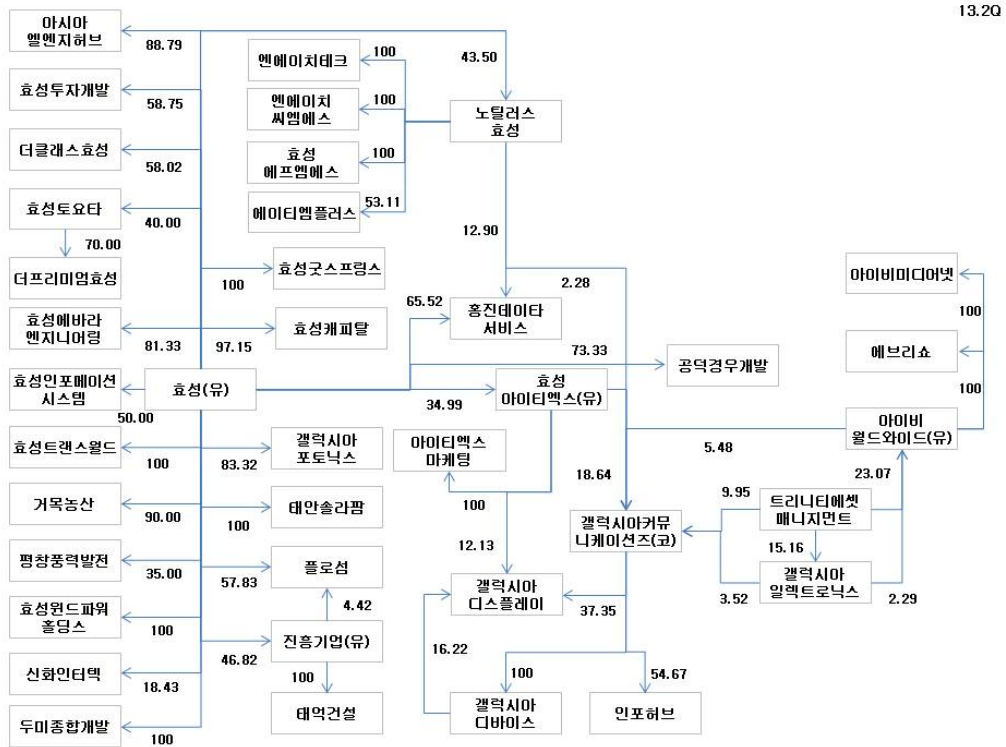 13.2Q
아시아
엘엔지허브
88.79
43.50
엔에이치테크
100
효성투자개발
58.75
엔에이치
씨엠에스
100
노틸러스
효성
더클래스효성
58.02
효성
에프엠에스
100
효성토요타
40.00
에이티엠플러스
53.11
12.90
70.00
더프리미엄효성
100
효성굿스프링스
2.28
아이비미디어넷
65.52
홍진데이타
서비스
100
효성에바라
엔지니어링
81.33
97.15
효성캐피탈
73.33
공덕경우개발
에브리쇼
100
효성인포메이션
시스템
50.00
효성(유)
34.99
효성
아이티엑스(유)
아이비
월드와이드(유)
5.48
효성트랜스월드
100
83.32
갤럭시아
포토닉스
아이티엑스
마케팅
100
18.64
23.07
거목농산
90.00
100
태안솔라팜
9.95
트리니티에셋
매니지먼트
갤럭시아커뮤
니케이션즈(코)
15.16
평창풍력발전
35.00
57.83
플로섬
12.13
갤럭시아
디스플레이
37.35
3.52
갤럭시아
일렉트로닉스
2.29
효성윈드파워
홀딩스
100
4.42
진흥기업(유)
46.82
16.22
신화인터텍
18.43
100
태억건설
100
갤럭시아
디바이스
54.67
인포허브
두미종합개발
100